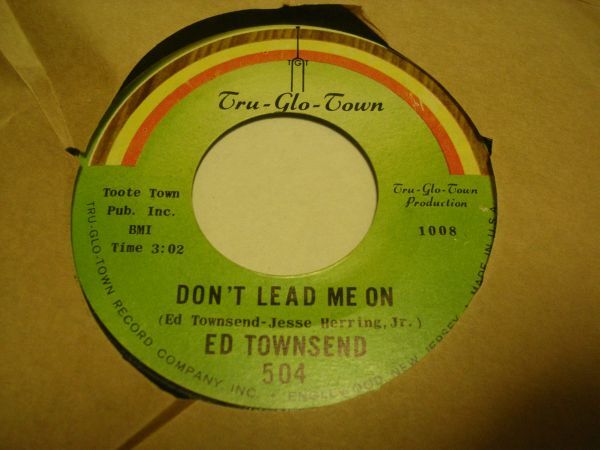 TGT
Tru-Glo-Town
Toote Town
Pub. Inc.
BMI
Time 3:02
Tru-Glo-Town
Production
1008
DON'T LEAD ME ON
(Ed Townsend-Jesse Herring,Jr.)
ED TOWNSEND
504
TRU-GLO-TOWN RECORD COMPANY INC. • ENGLEWOOD NEW JERSEY • MADE IN U.S.A.